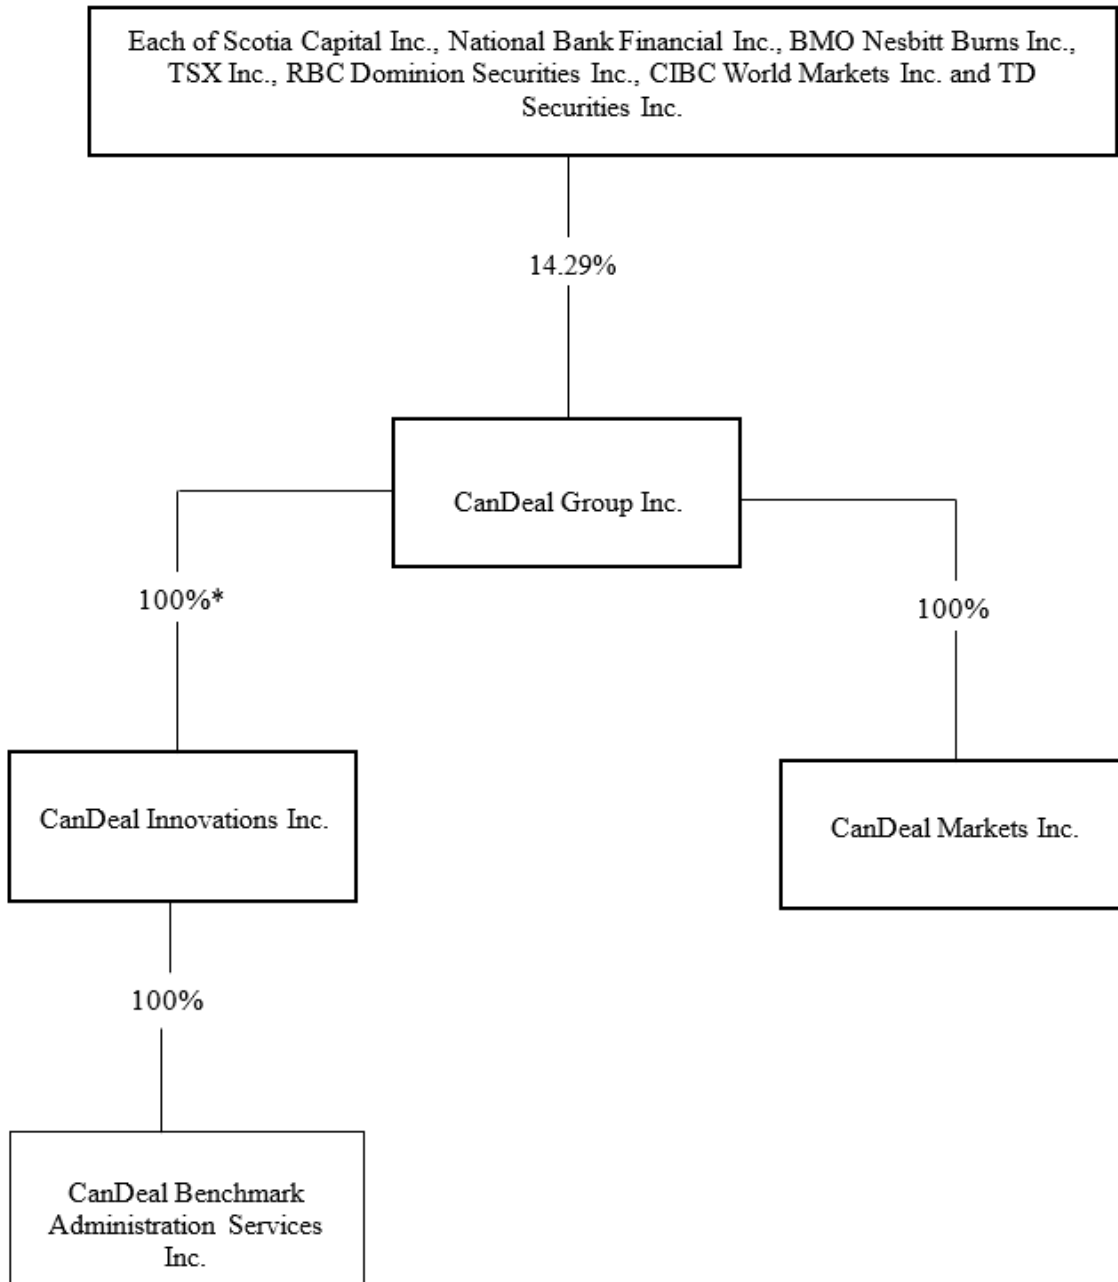 Each of Scotia Capital Inc., National Bank Financial Inc., BMO Nesbitt Burns Inc.,
TSX Inc., RBC Dominion Securities Inc., CIBC World Markets Inc. and TD
Securities Inc.
14.29%
CanDeal Group Inc.
100%*
100%
CanDeal Innovations Inc.
CanDeal Markets Inc.
100%
CanDeal Benchmark
Administration Services
Inc.